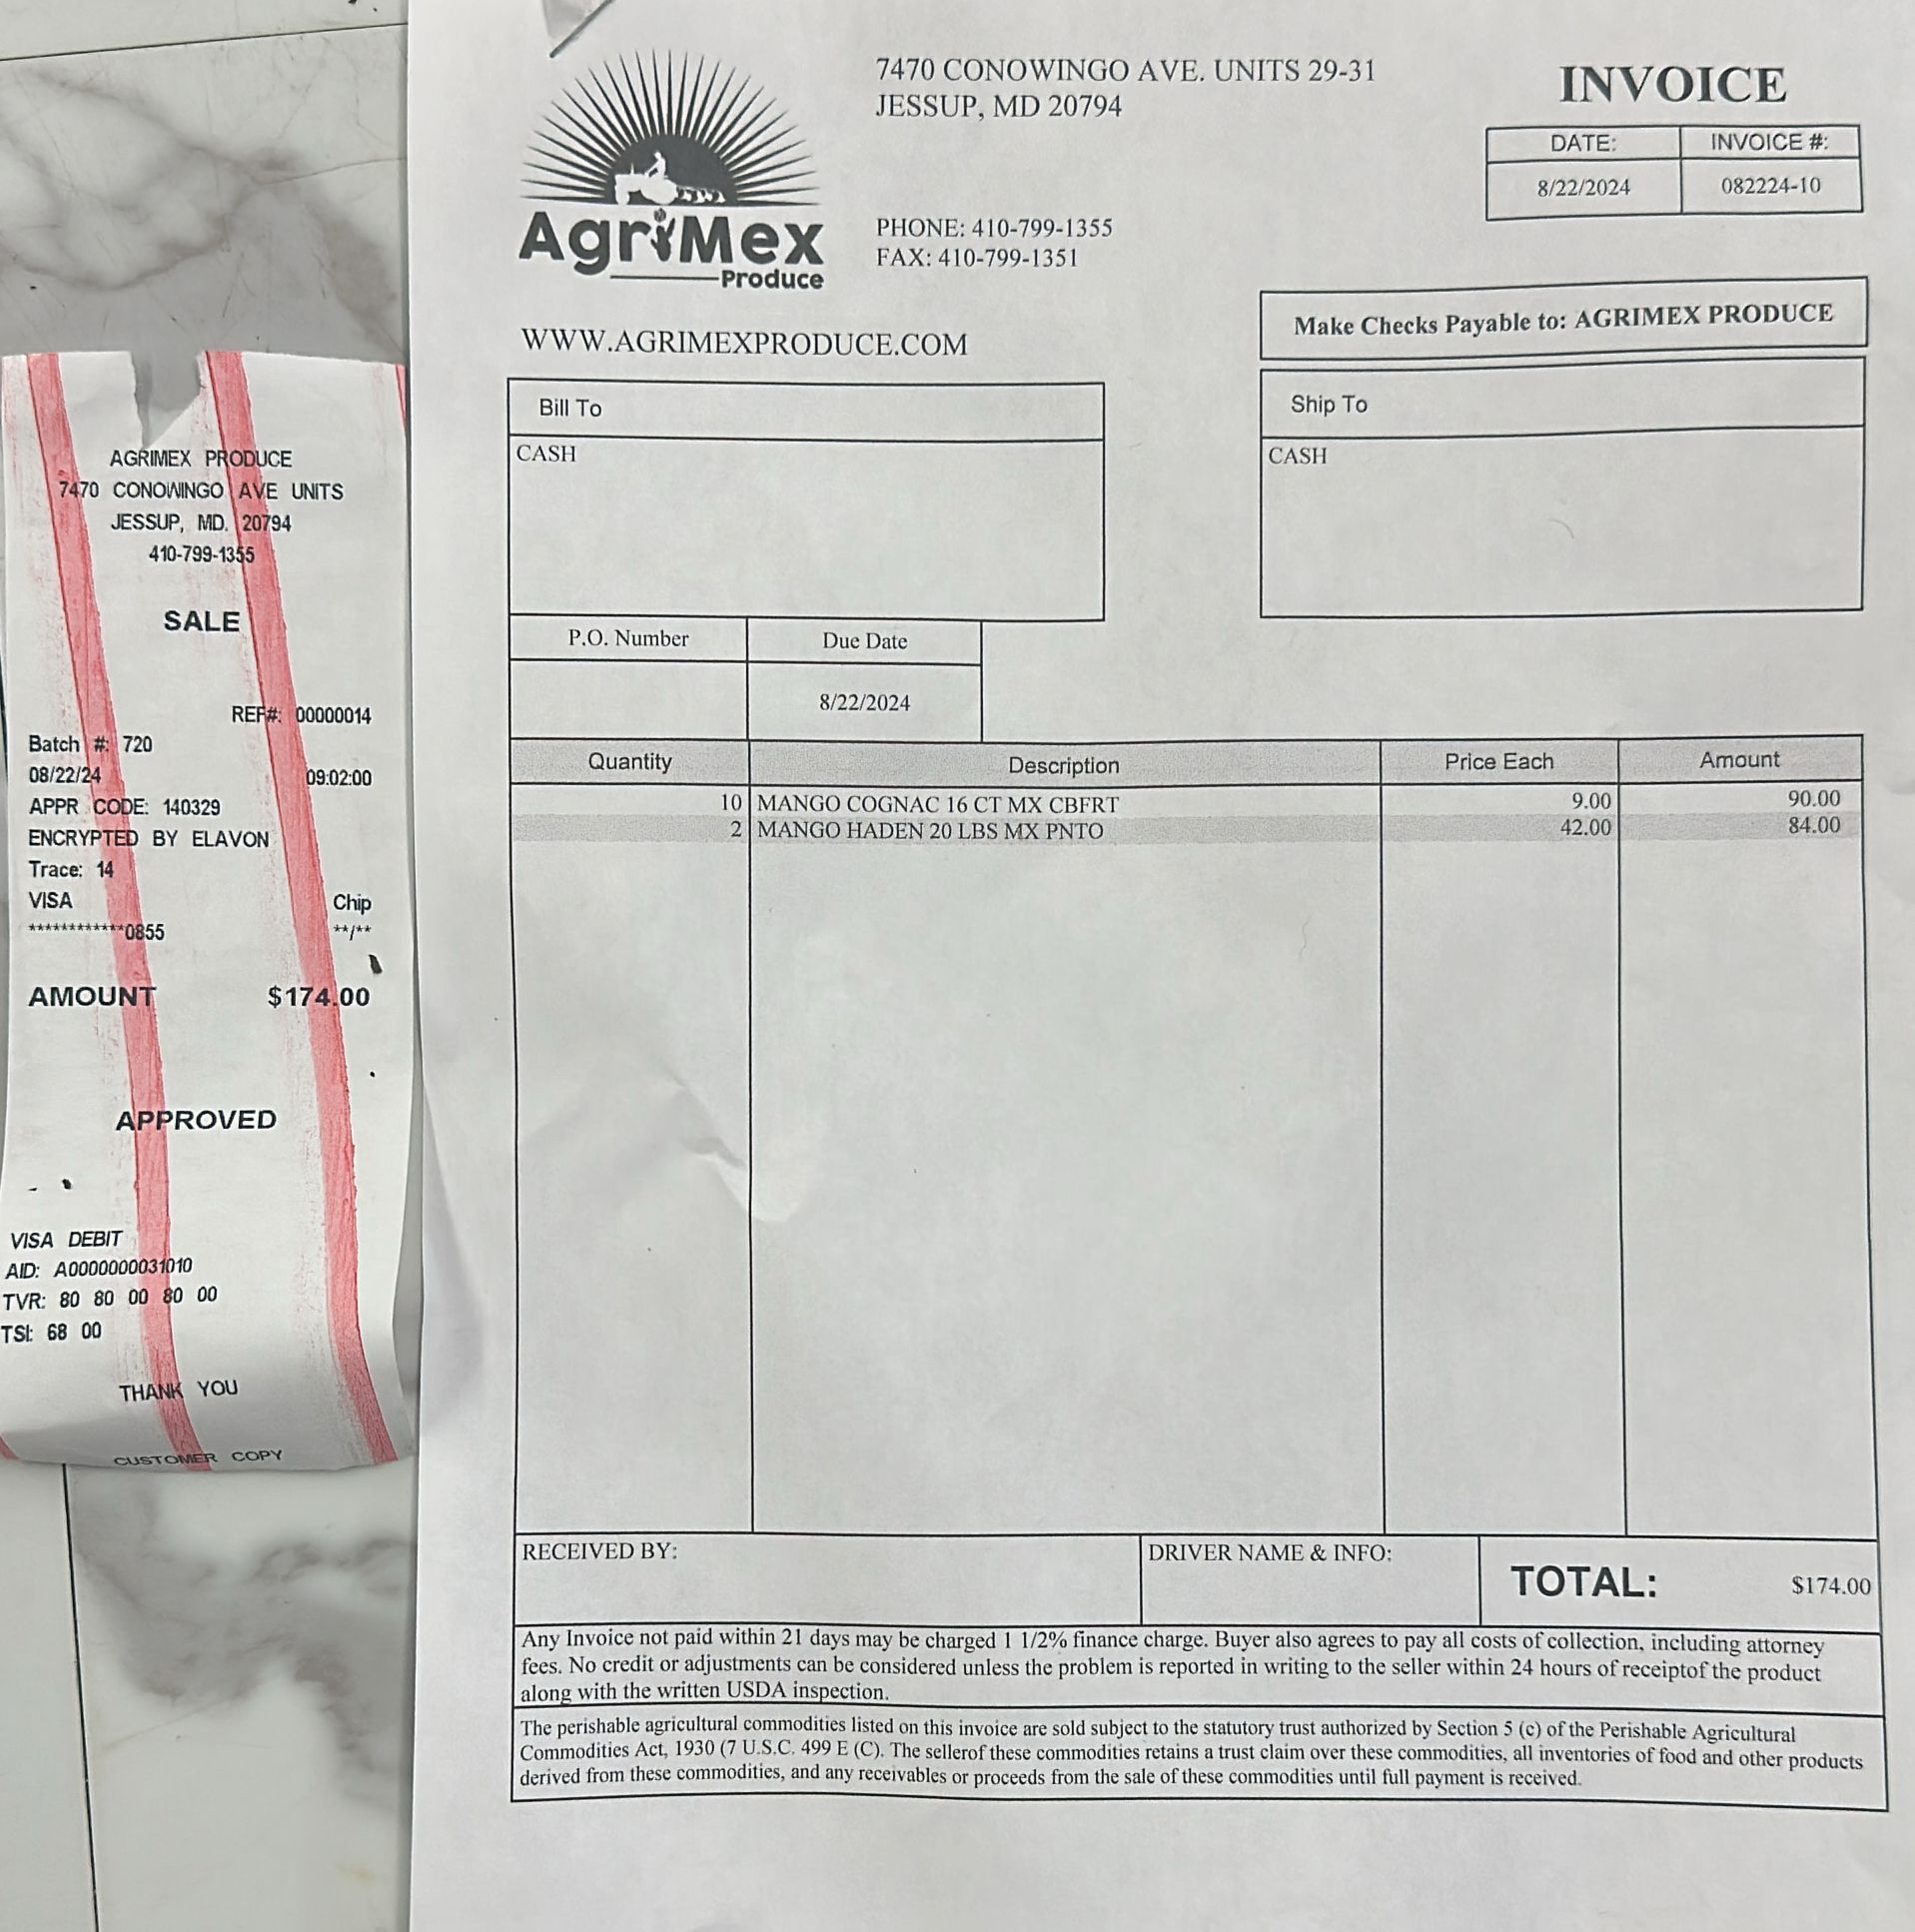 AGRIMEX PRODUCE
7470 CONOWINGO AVE UNITS
JESSUP, MD. 20794
410-799-1355
SALE
REF#: 00000014
Batch #: 720
08/22/24 09:02:00
APPR CODE: 140329
ENCRYPTED BY ELAVON
Trace: 14
VISA Chip
************0855 **/**
AMOUNT $174.00
APPROVED
VISA DEBIT
AID: A0000000031010
TVR: 80 80 00 80 00
TSI: 68 00
THANK YOU
CUSTOMER COPY
AgriMex
Produce
7470 CONOWINGO AVE. UNITS 29-31
JESSUP, MD 20794
PHONE: 410-799-1355
FAX: 410-799-1351
WWW.AGRIMEXPRODUCE.COM
INVOICE
DATE: INVOICE #:
8/22/2024 082224-10
Make Checks Payable to: AGRIMEX PRODUCE
Bill To
CASH
Ship To
CASH
P.O. Number Due Date
8/22/2024
Quantity Description Price Each Amount
10 MANGO COGNAC 16 CT MX CBFRT 9.00 90.00
2 MANGO HADEN 20 LBS MX PNTO 42.00 84.00
RECEIVED BY: DRIVER NAME & INFO: TOTAL: $174.00
Any Invoice not paid within 21 days may be charged 1 1/2% finance charge. Buyer also agrees to pay all costs of collection, including attorney
fees. No credit or adjustments can be considered unless the problem is reported in writing to the seller within 24 hours of receiptof the product
along with the written USDA inspection.
The perishable agricultural commodities listed on this invoice are sold subject to the statutory trust authorized by Section 5 (c) of the Perishable Agricultural
Commodities Act, 1930 (7 U.S.C. 499 E (C). The sellerof these commodities retains a trust claim over these commodities, all inventories of food and other products
derived from these commodities, and any receivables or proceeds from the sale of these commodities until full payment is received.